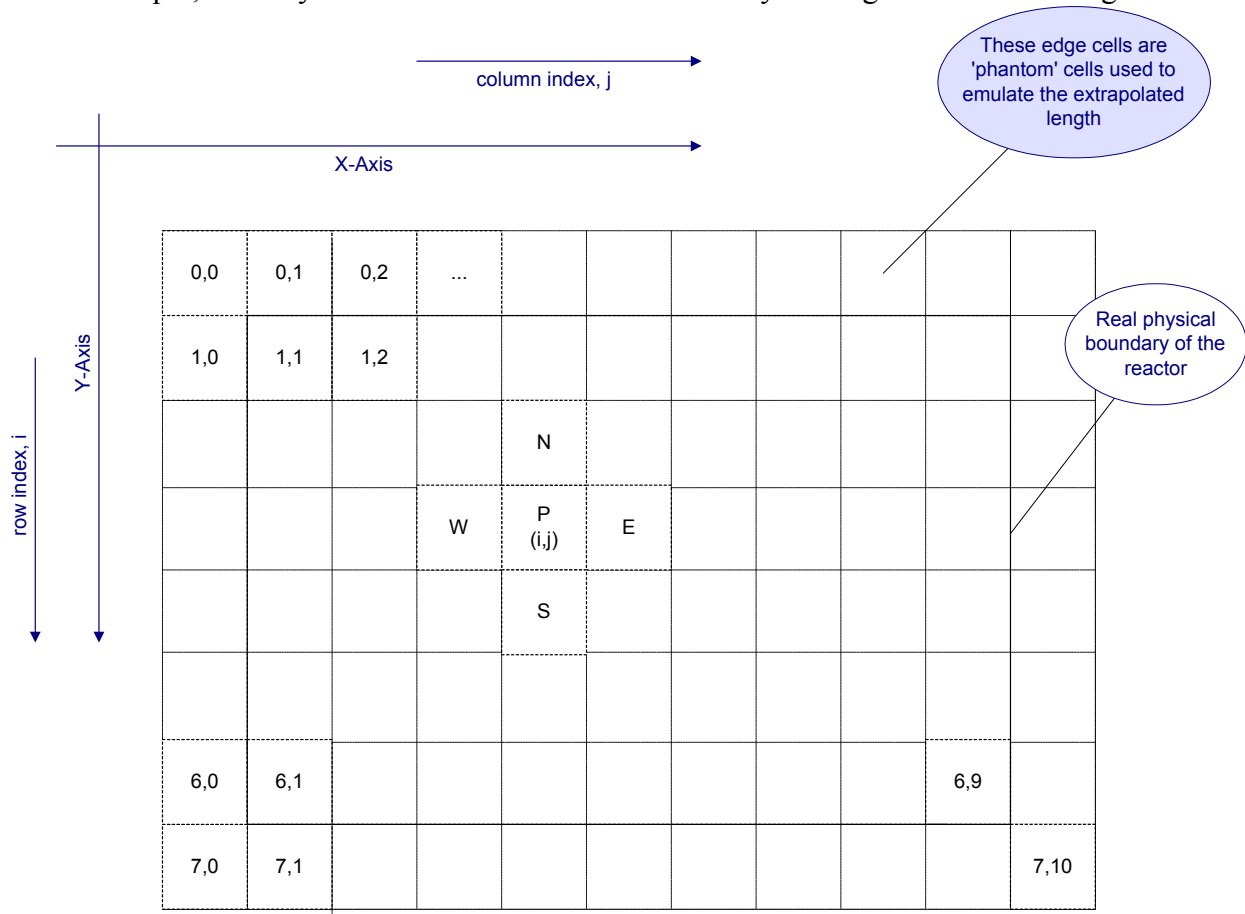 These edge cells are
'phantom' cells used to
emulate the extrapolated
length
column index, j
X-Axis
0,0 0,1 0,2 ...
Real physical
boundary of the
reactor
1,0 1,1 1,2
Y-Axis
row index, i
N
W P E
(i,j)
S
6,0 6,1 6,9
7,0 7,1 7,10